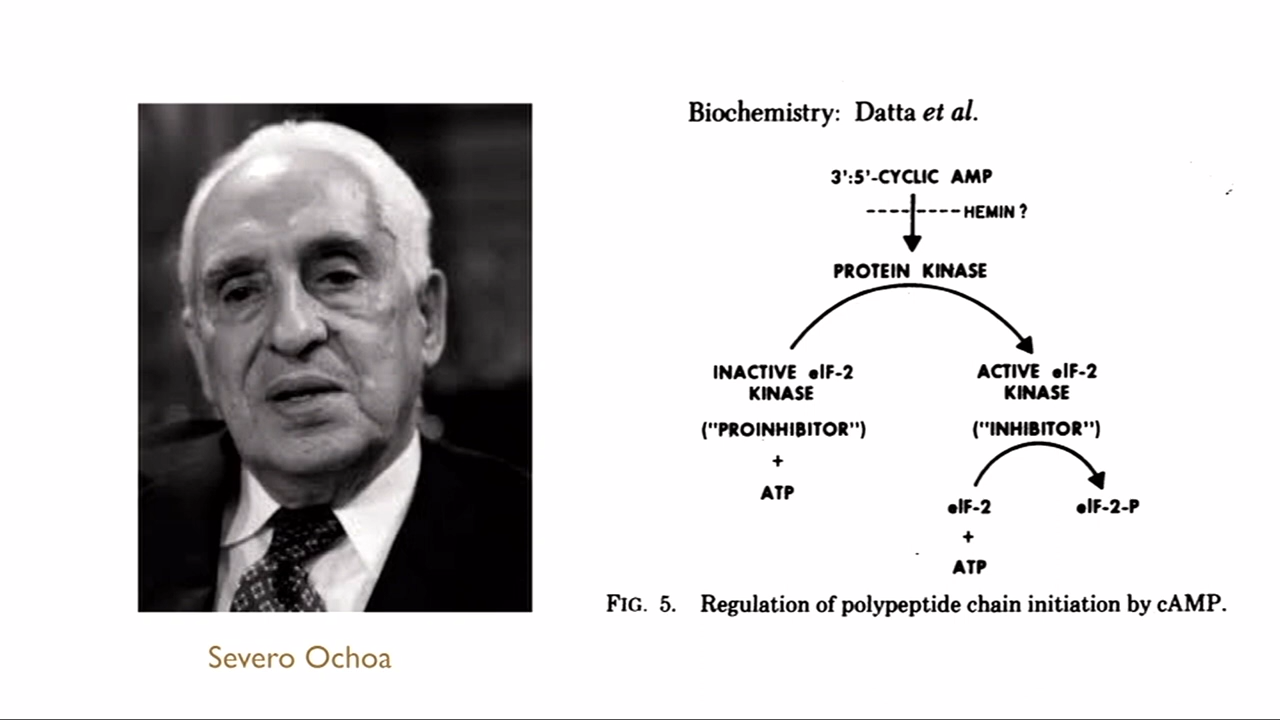 Biochemistry: Datta et al.
3':5'-CYCLIC AMP
HEMIN ?
PROTEIN KINASE
INACTIVE eIF-2
KINASE
("PROINHIBITOR")
+
ATP
ACTIVE eIF-2
KINASE
("INHIBITOR")
eIF-2
+
ATP
eIF-2-P
FIG. 5. Regulation of polypeptide chain initiation by cAMP.
Severo Ochoa